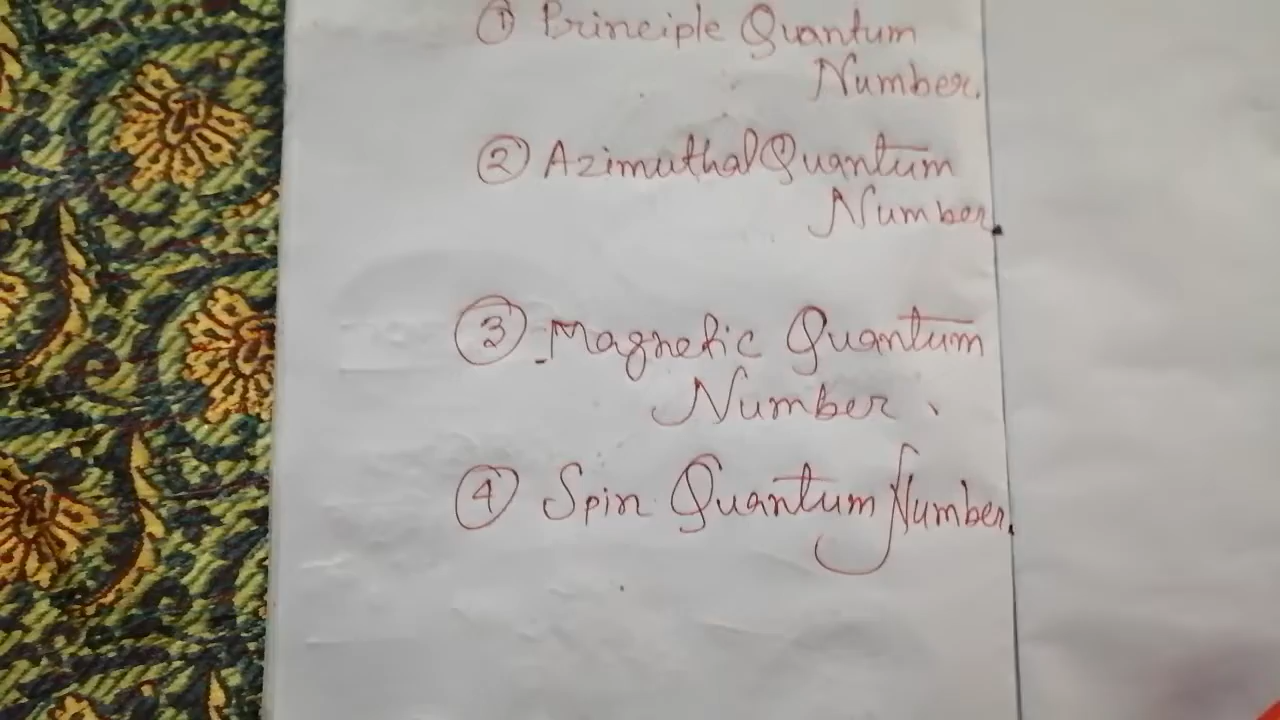 ① Principle Quantum
Number.
② Azimuthal Quantum
Number.
③ Magnetic Quantum
Number.
④ Spin Quantum Number.